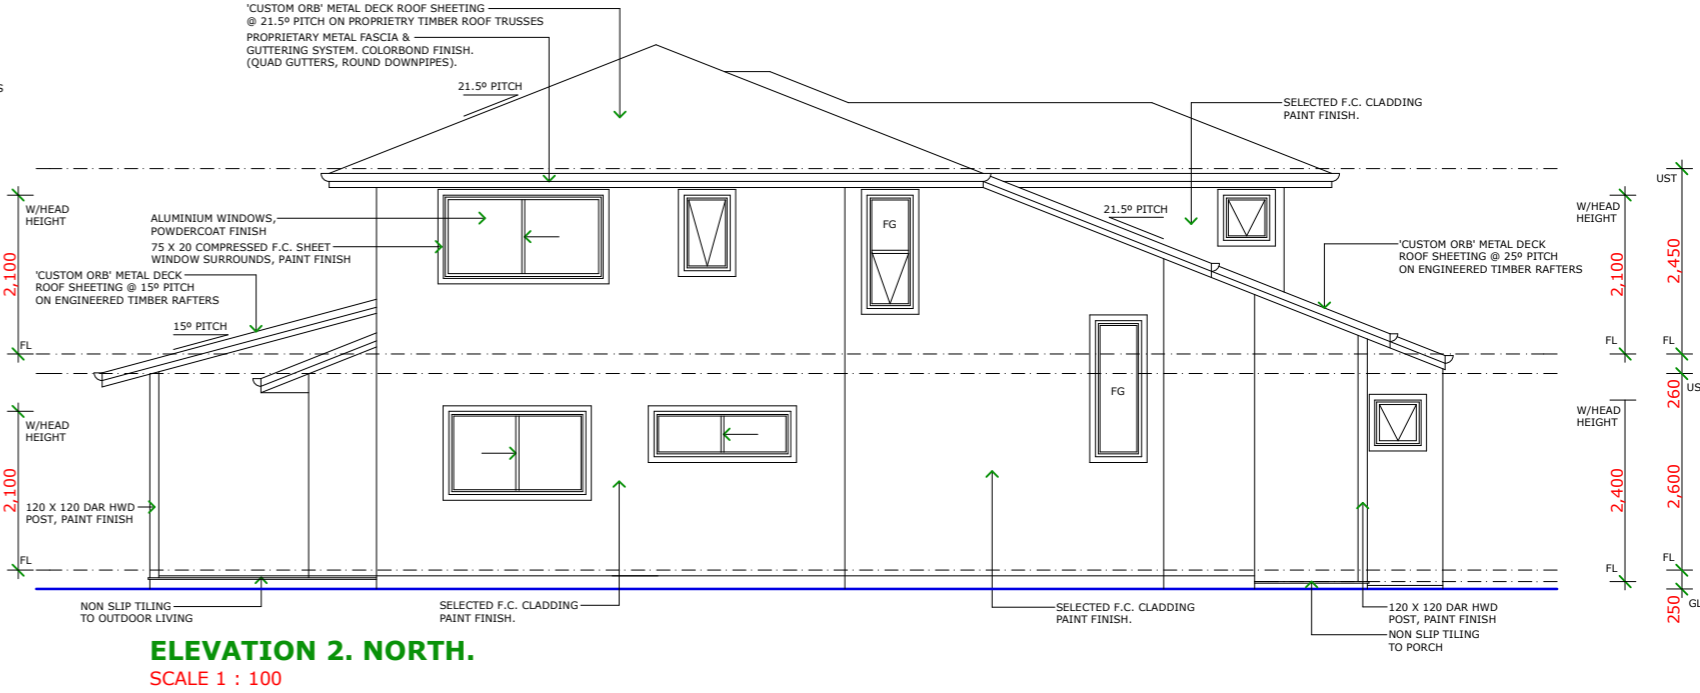 'CUSTOM ORB' METAL DECK ROOF SHEETING
@ 21.5º PITCH ON PROPRIETRY TIMBER ROOF TRUSSES
PROPRIETARY METAL FASCIA &
GUTTERING SYSTEM. COLORBOND FINISH.
(QUAD GUTTERS, ROUND DOWNPIPES).
S
21.5º PITCH
SELECTED F.C. CLADDING
PAINT FINISH.
UST
W/HEAD
HEIGHT
2,100
ALUMINIUM WINDOWS,
POWDERCOAT FINISH
75 X 20 COMPRESSED F.C. SHEET
WINDOW SURROUNDS, PAINT FINISH
FG
21.5º PITCH
W/HEAD
HEIGHT
2,100
2,450
'CUSTOM ORB' METAL DECK
ROOF SHEETING @ 15º PITCH
ON ENGINEERED TIMBER RAFTERS
'CUSTOM ORB' METAL DECK
ROOF SHEETING @ 25º PITCH
ON ENGINEERED TIMBER RAFTERS
15º PITCH
FL
FL
FL
260
US
W/HEAD
HEIGHT
2,100
FG
W/HEAD
HEIGHT
2,400
2,600
120 X 120 DAR HWD
POST, PAINT FINISH
FL
FL
FL
250
GL
NON SLIP TILING
TO OUTDOOR LIVING
SELECTED F.C. CLADDING
PAINT FINISH.
SELECTED F.C. CLADDING
PAINT FINISH.
120 X 120 DAR HWD
POST, PAINT FINISH
NON SLIP TILING
TO PORCH
ELEVATION 2. NORTH.
SCALE 1 : 100